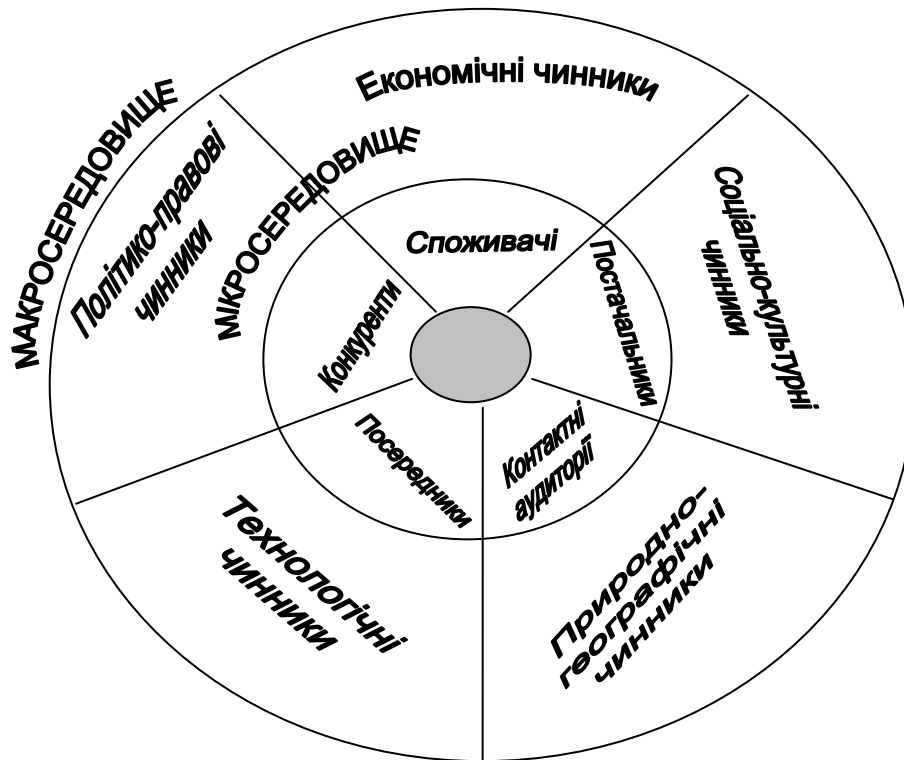 МАКРОСЕРЕДОВИЩЕ
Економічні чинники
МІКРОСЕРЕДОВИЩЕ
Політико-правові
чинники
Соціально-культурні
чинники
Споживачі
Постачальники
Конкуренти
Посередники
Контактні
аудиторії
Технологічні
чинники
Природно-
географічні
чинники